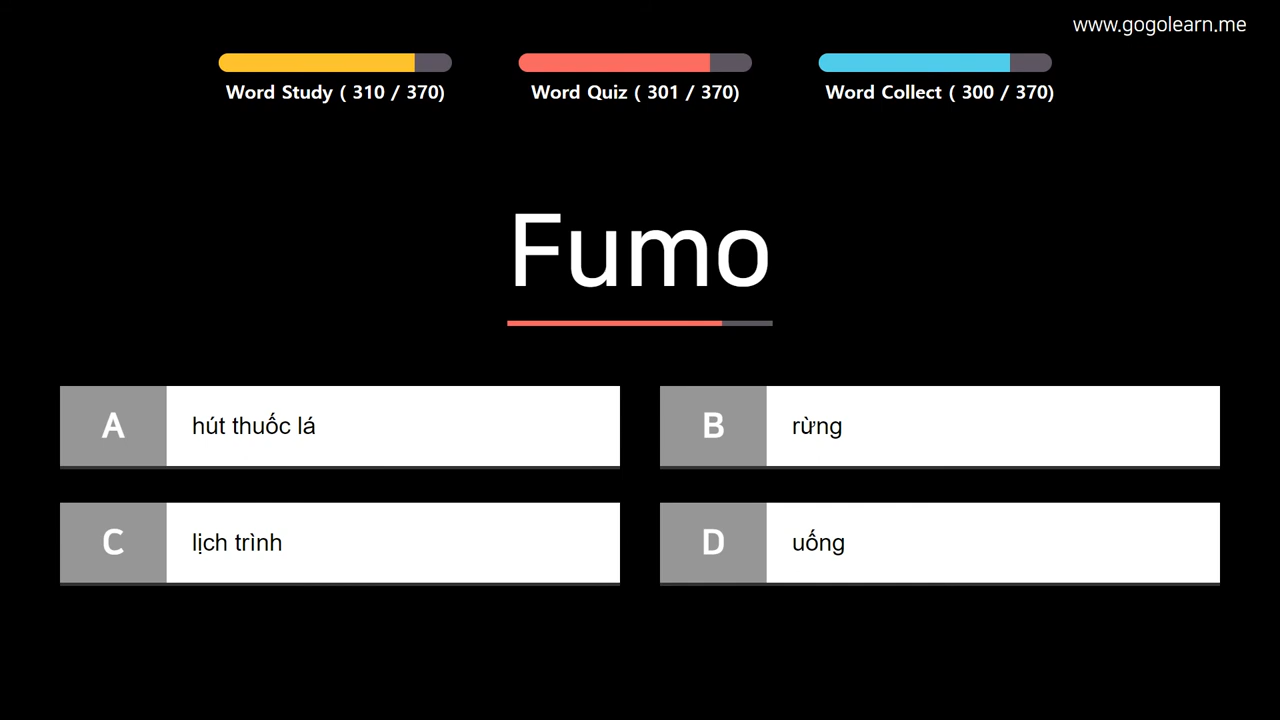 www.gogolearn.me
Word Study ( 310 / 370)
Word Quiz ( 301 / 370)
Word Collect ( 300 / 370)
Fumo
A
hút thuốc lá
B
rừng
C
lịch trình
D
uống